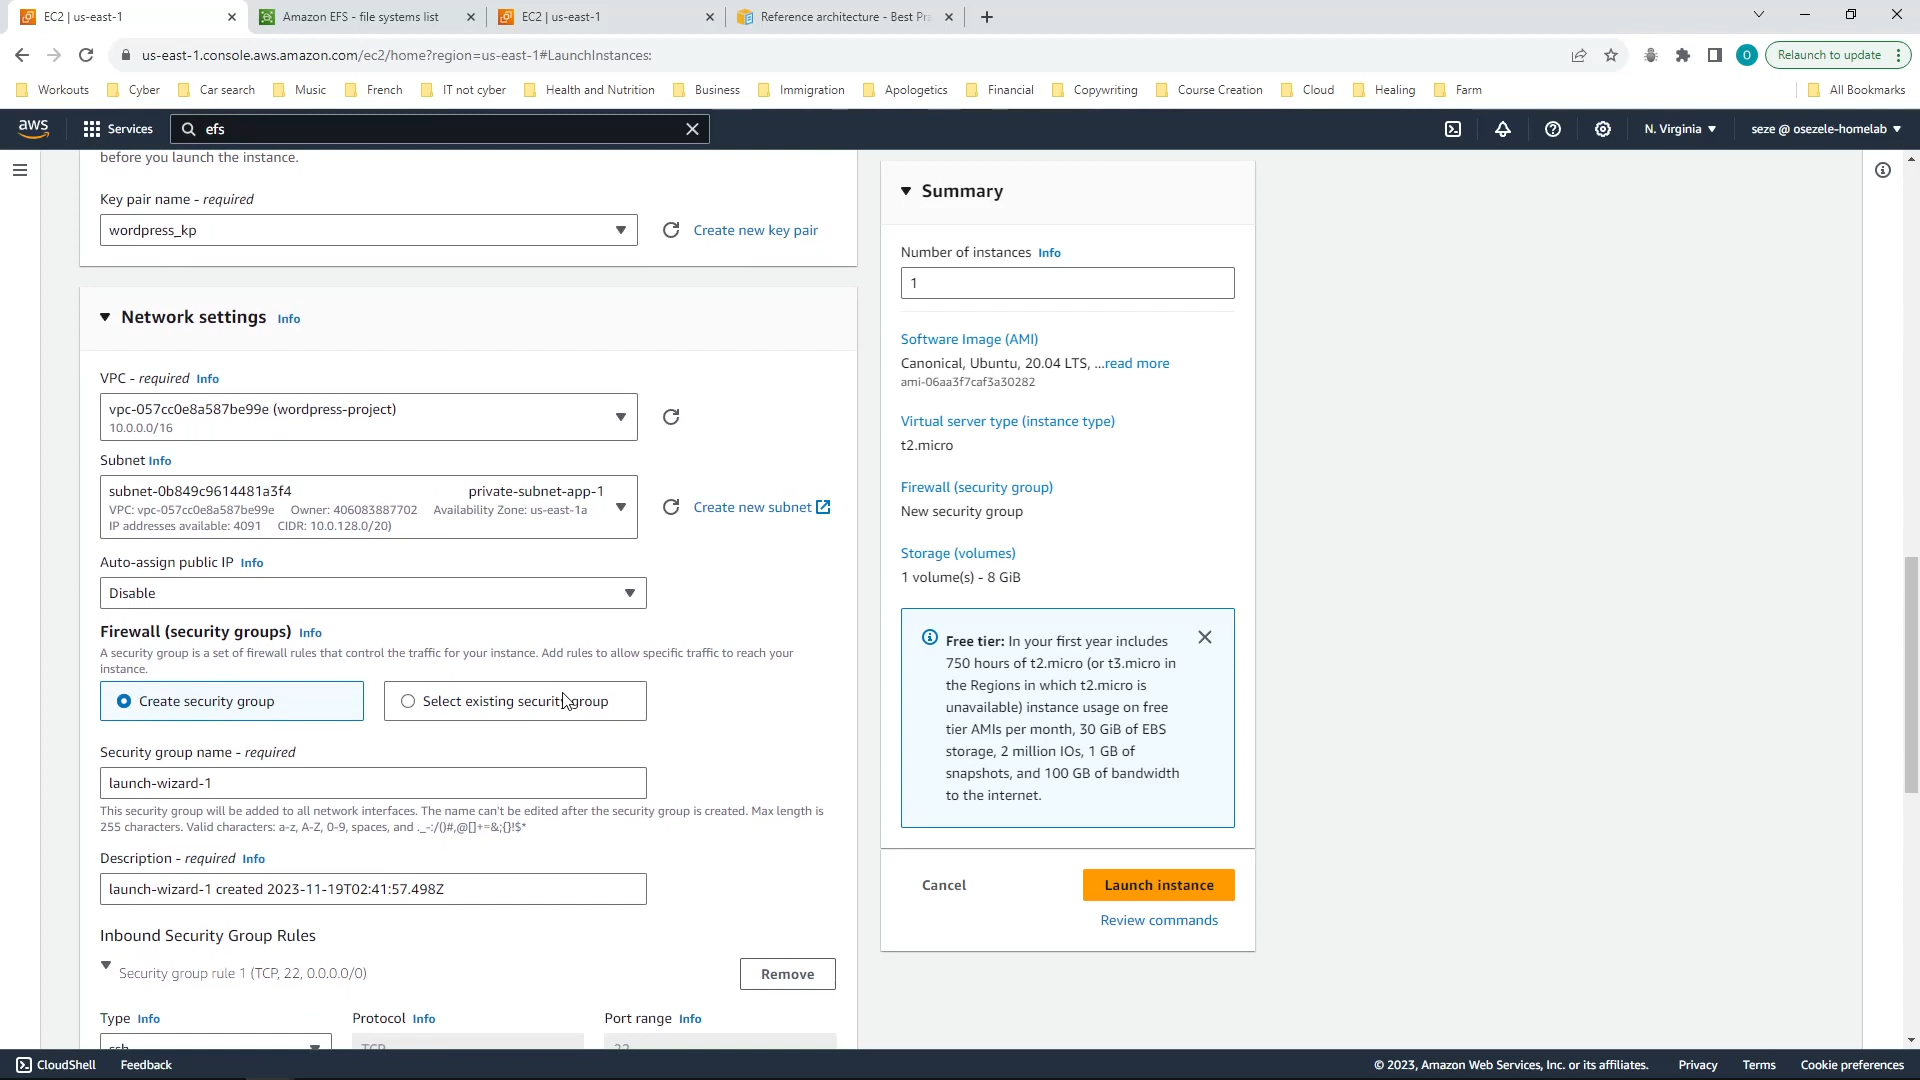 EC2 | us-east-1
Amazon EFS - file systems list
EC2 | us-east-1
Reference architecture - Best Pra
us-east-1.console.aws.amazon.com/ec2/home?region=us-east-1#LaunchInstances:
O
Relaunch to update
Workouts
Cyber
Car search
Music
French
IT not cyber
Health and Nutrition
Business
Immigration
Apologetics
Financial
Copywriting
Course Creation
Cloud
Healing
Farm
All Bookmarks
aws
Services
efs
N. Virginia
seze @ osezele-homelab
before you launch the instance.
Key pair name - required
wordpress_kp
Create new key pair
Network settings Info
VPC - required Info
vpc-057cc0e8a587be99e (wordpress-project)
10.0.0.0/16
Subnet Info
subnet-0b849c9614481a3f4 private-subnet-app-1
VPC: vpc-057cc0e8a587be99e Owner: 406083887702 Availability Zone: us-east-1a
IP addresses available: 4091 CIDR: 10.0.128.0/20)
Create new subnet
Auto-assign public IP Info
Disable
Firewall (security groups) Info
A security group is a set of firewall rules that control the traffic for your instance. Add rules to allow specific traffic to reach your
instance.
Create security group
Select existing security group
Security group name - required
launch-wizard-1
This security group will be added to all network interfaces. The name can't be edited after the security group is created. Max length is
255 characters. Valid characters: a-z, A-Z, 0-9, spaces, and ._-:/()#,@[]+=&;{}!$*
Description - required Info
launch-wizard-1 created 2023-11-19T02:41:57.498Z
Inbound Security Group Rules
Security group rule 1 (TCP, 22, 0.0.0.0/0)
Remove
Type Info
Protocol Info
Port range Info
ssh
TCP
22
Summary
Number of instances Info
1
Software Image (AMI)
Canonical, Ubuntu, 20.04 LTS, ...read more
ami-06aa3f7caf3a30282
Virtual server type (instance type)
t2.micro
Firewall (security group)
New security group
Storage (volumes)
1 volume(s) - 8 GiB
Free tier: In your first year includes
750 hours of t2.micro (or t3.micro in
the Regions in which t2.micro is
unavailable) instance usage on free
tier AMIs per month, 30 GiB of EBS
storage, 2 million IOs, 1 GB of
snapshots, and 100 GB of bandwidth
to the internet.
Cancel
Launch instance
Review commands
CloudShell
Feedback
© 2023, Amazon Web Services, Inc. or its affiliates.
Privacy
Terms
Cookie preferences